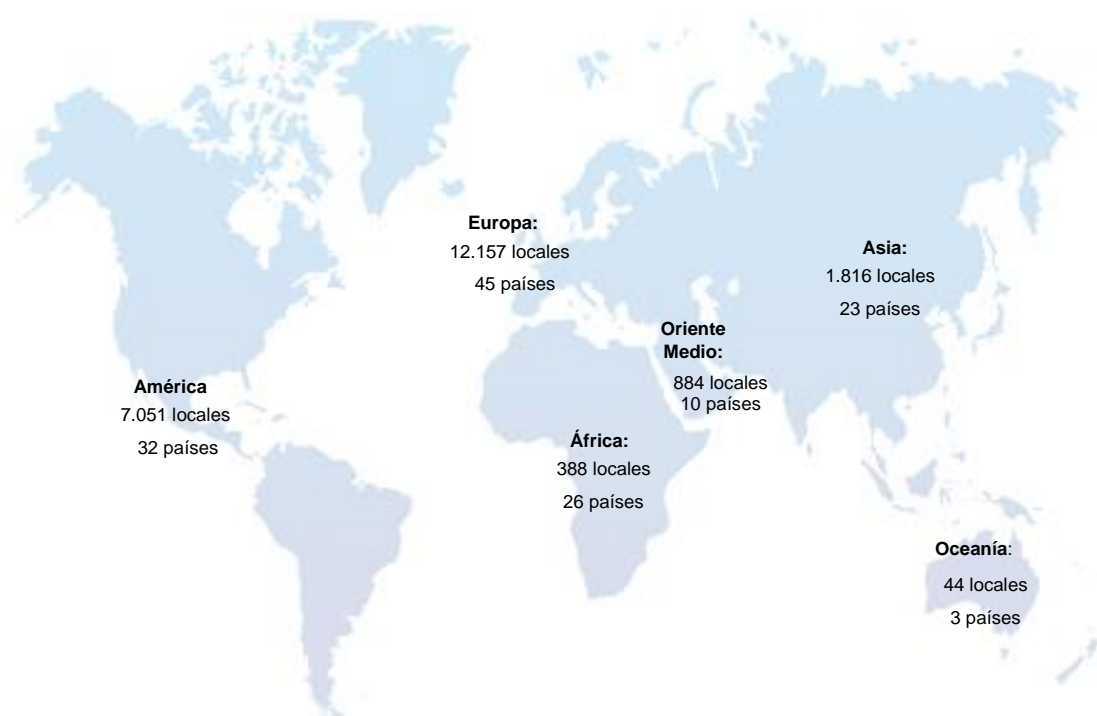 Europa:
12.157 locales
45 países
Asia:
1.816 locales
23 países
Oriente
Medio:
884 locales
10 países
América
7.051 locales
32 países
África:
388 locales
26 países
Oceanía:
44 locales
3 países